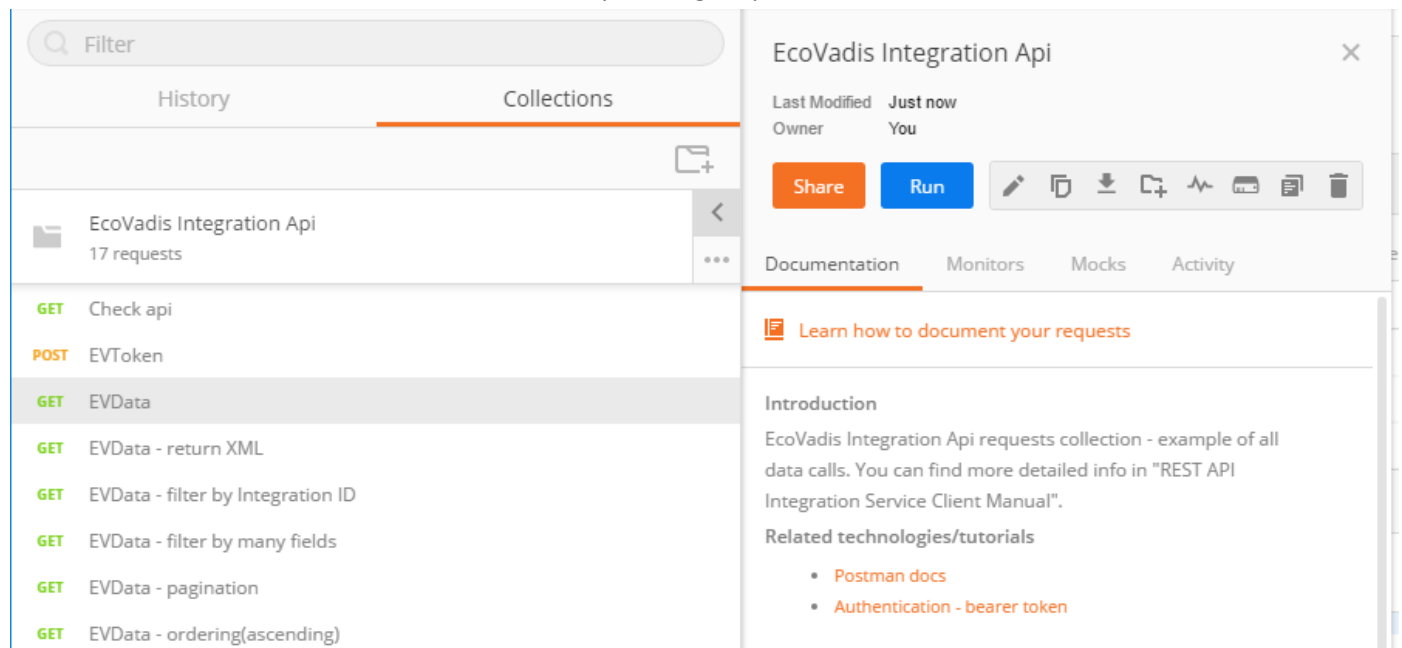 Filter
History
Collections
EcoVadis Integration Api
17 requests
GET Check api
POST EVToken
GET EVData
GET EVData - return XML
GET EVData - filter by Integration ID
GET EVData - filter by many fields
GET EVData - pagination
GET EVData - ordering(ascending)
EcoVadis Integration Api
Last Modified Just now
Owner You
Share Run
Documentation Monitors Mocks Activity
Learn how to document your requests
Introduction
EcoVadis Integration Api requests collection - example of all
data calls. You can find more detailed info in "REST API
Integration Service Client Manual".
Related technologies/tutorials
• Postman docs
• Authentication - bearer token